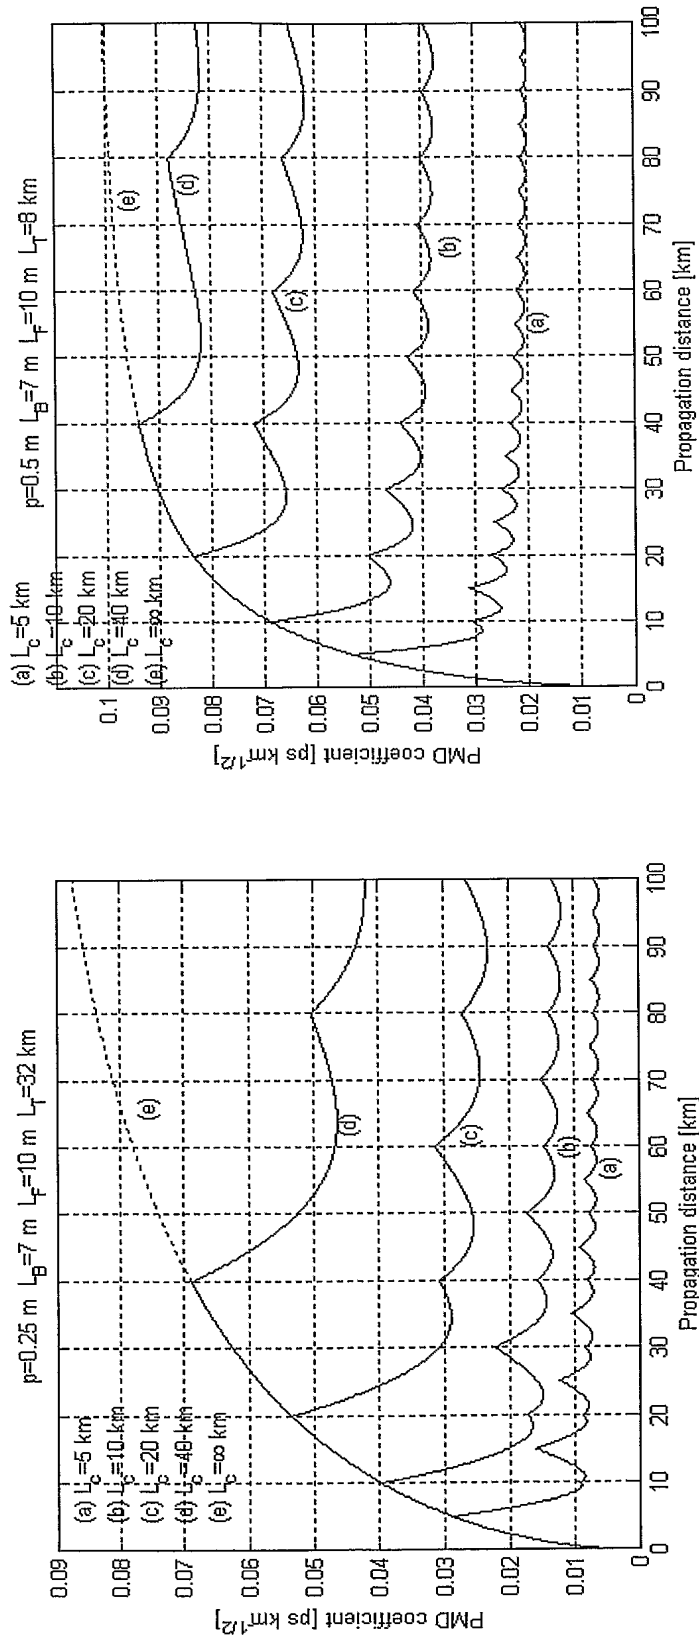 p=0.25 m L_B=7 m L_F=10 m L_T=32 km
(a) L_c=5 km
(b) L_c=10 km
(c) L_c=20 km
(d) L_c=40 km
(e) L_c=∞ km
PMD coefficient [ps km^1/2]
0.09
0.08
0.07
0.06
0.05
0.04
0.03
0.02
0.01
0
(e)
(d)
(c)
(b)
(a)
0 10 20 30 40 50 60 70 80 90 100
Propagation distance [km]
p=0.5 m L_B=7 m L_F=10 m L_T=8 km
(a) L_c=5 km
(b) L_c=10 km
(c) L_c=20 km
(d) L_c=40 km
(e) L_c=∞ km
PMD coefficient [ps km^1/2]
0.1
0.09
0.08
0.07
0.06
0.05
0.04
0.03
0.02
0.01
0
(e)
(d)
(c)
(b)
(a)
0 10 20 30 40 50 60 70 80 90 100
Propagation distance [km]